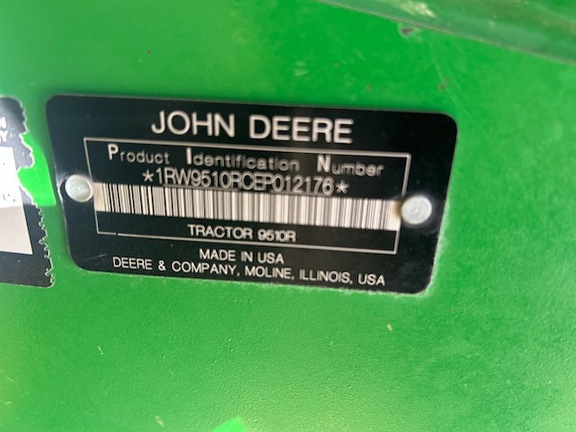 JOHN DEERE
Product Identification Number
*1RW9510RCEP012176*
TRACTOR 9510R
MADE IN USA
DEERE & COMPANY, MOLINE, ILLINOIS, USA